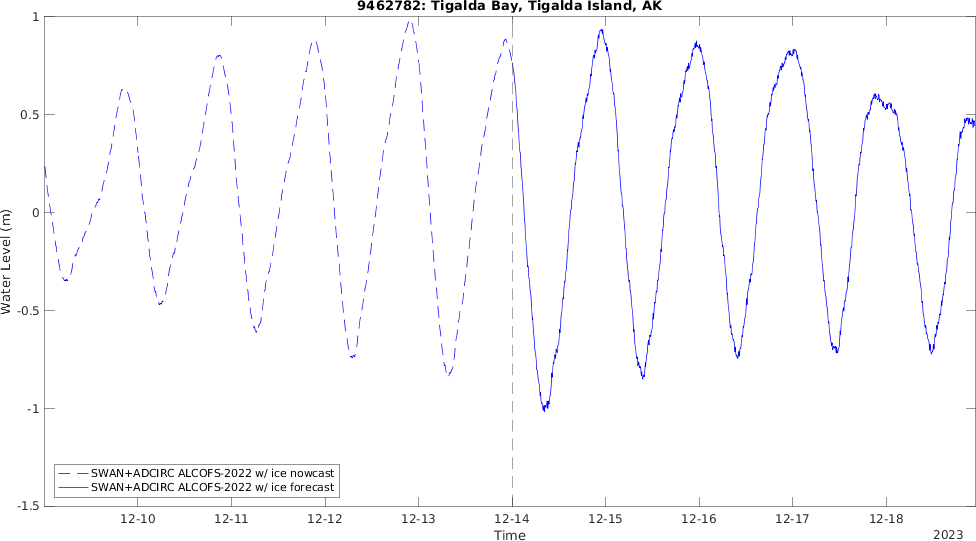 9462782: Tigalda Bay, Tigalda Island, AK
1
0.5
0
-0.5
-1
-1.5
Water Level (m)
SWAN+ADCIRC ALCOFS-2022 w/ ice nowcast
SWAN+ADCIRC ALCOFS-2022 w/ ice forecast
12-10 12-11 12-12 12-13 12-14 12-15 12-16 12-17 12-18
Time
2023